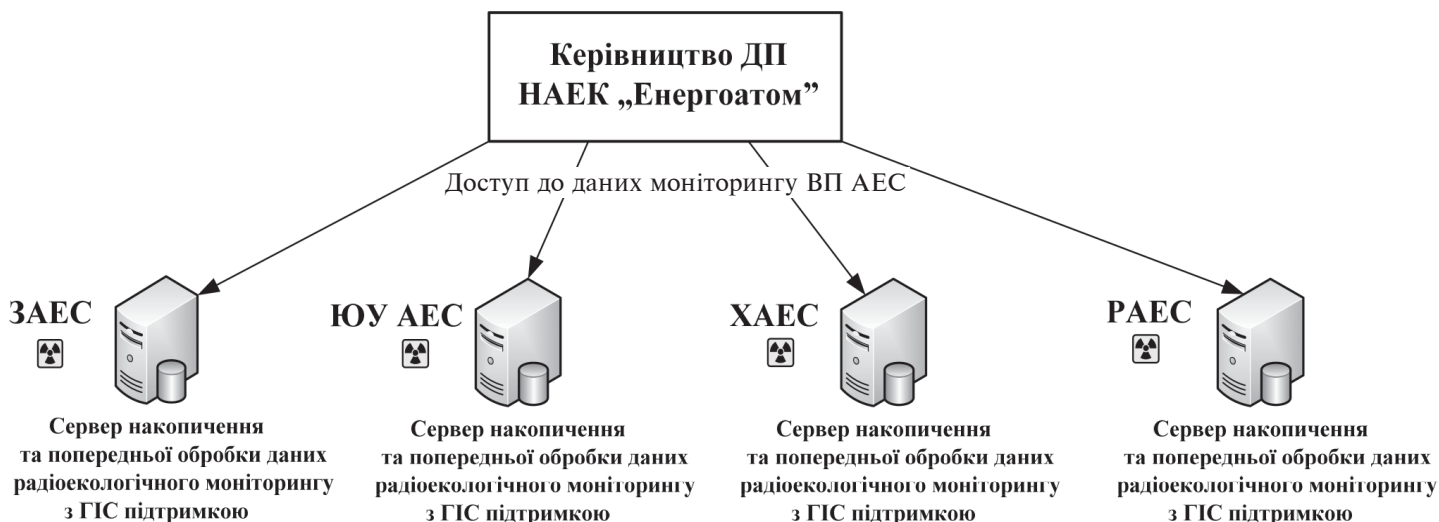 Керівництво ДП
НАЕК „Енергоатом”
Доступ до даних моніторингу ВП АЕС
ЗАЕС
Сервер накопичення
та попередньої обробки даних
радіоекологічного моніторингу
з ГІС підтримкою
ЮУ АЕС
Сервер накопичення
та попередньої обробки даних
радіоекологічного моніторингу
з ГІС підтримкою
ХАЕС
Сервер накопичення
та попередньої обробки даних
радіоекологічного моніторингу
з ГІС підтримкою
РАЕС
Сервер накопичення
та попередньої обробки даних
радіоекологічного моніторингу
з ГІС підтримкою